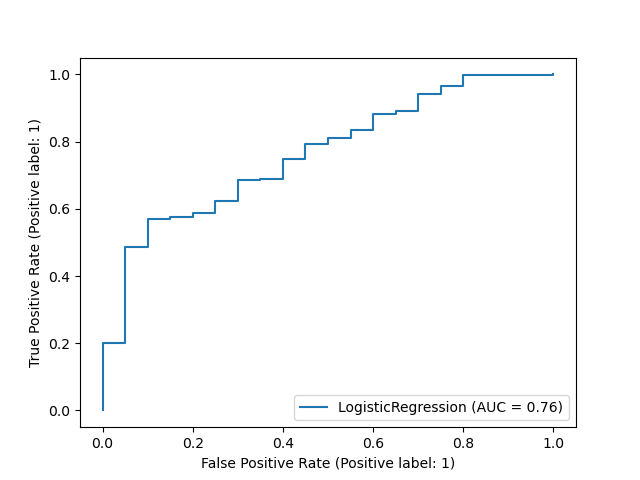 1.0
0.8
0.6
0.4
0.2
0.0
True Positive Rate (Positive label: 1)
LogisticRegression (AUC = 0.76)
0.0 0.2 0.4 0.6 0.8 1.0
False Positive Rate (Positive label: 1)